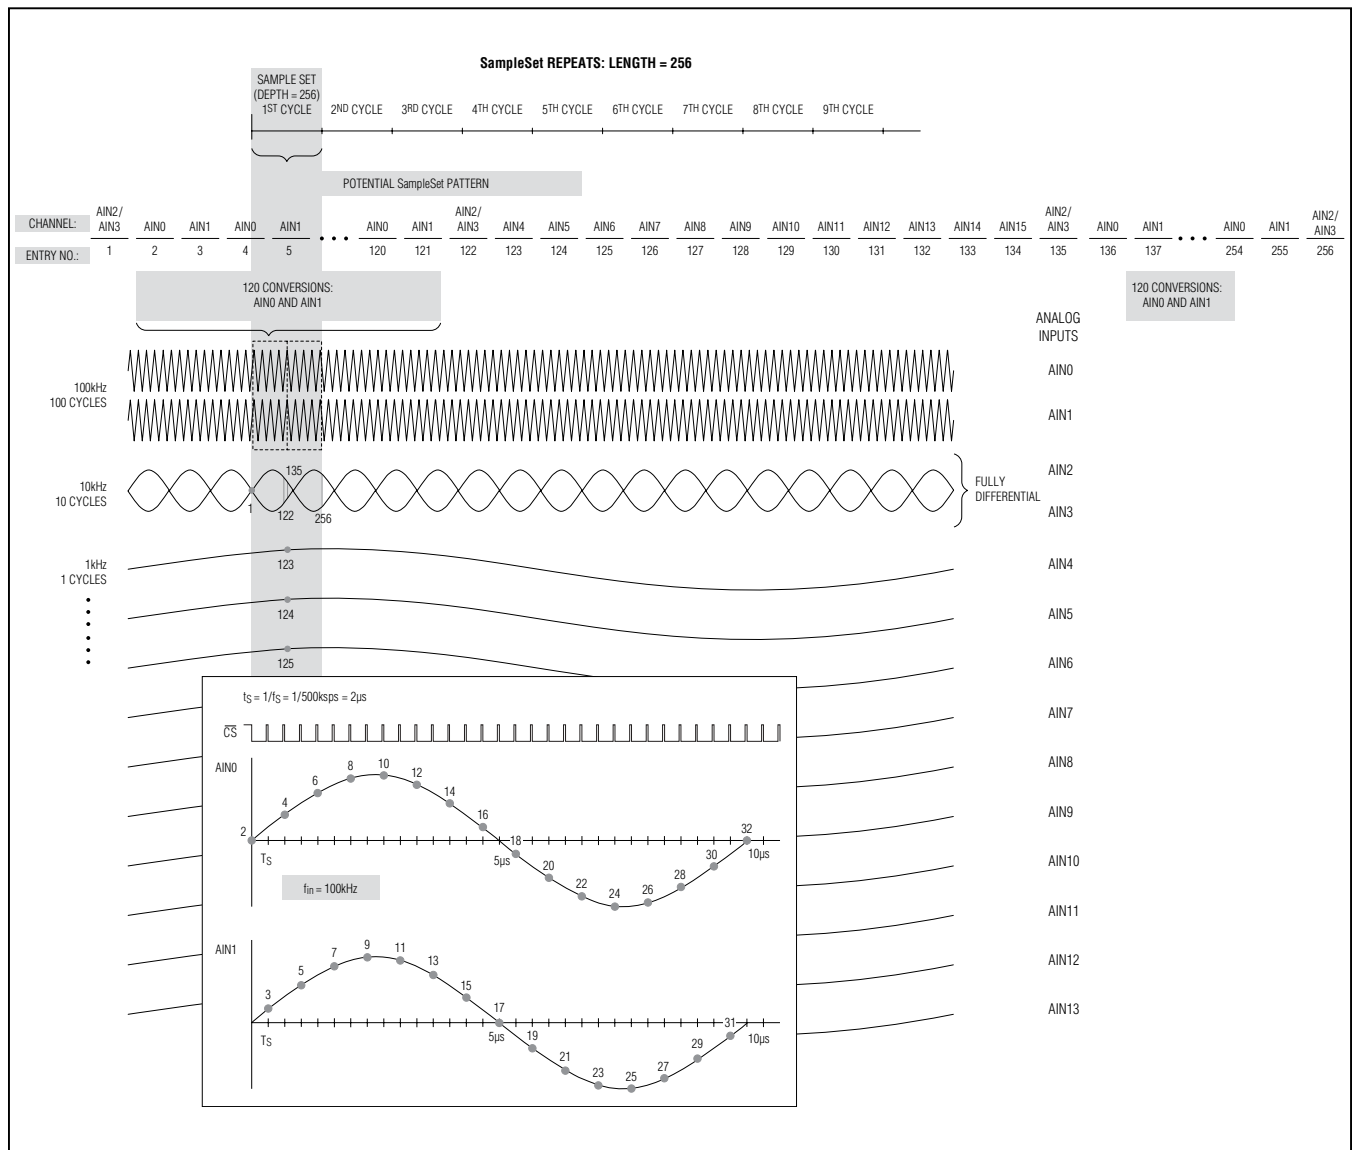 SampleSet REPEATS: LENGTH = 256
SAMPLE SET
(DEPTH = 256)
1ST CYCLE 2ND CYCLE 3RD CYCLE 4TH CYCLE 5TH CYCLE 6TH CYCLE 7TH CYCLE 8TH CYCLE 9TH CYCLE
POTENTIAL SampleSet PATTERN
CHANNEL: AIN2/AIN3 AIN0 AIN1 AIN0 AIN1 • • • AIN0 AIN1 AIN2/AIN3 AIN4 AIN5 AIN6 AIN7 AIN8 AIN9 AIN10 AIN11 AIN12 AIN13 AIN14 AIN15 AIN2/AIN3 AIN0 AIN1 • • • AIN0 AIN1 AIN2/AIN3
ENTRY NO.: 1 2 3 4 5 120 121 122 123 124 125 126 127 128 129 130 131 132 133 134 135 136 137 254 255 256
120 CONVERSIONS:
AIN0 AND AIN1
120 CONVERSIONS:
AIN0 AND AIN1
ANALOG
INPUTS
100kHz
100 CYCLES
AIN0
AIN1
10kHz
10 CYCLES
135
1
122
256
FULLY
DIFFERENTIAL
AIN2
AIN3
1kHz
1 CYCLES
123
AIN4
124
AIN5
125
AIN6
AIN7
AIN8
AIN9
AIN10
AIN11
AIN12
AIN13
tS = 1/fS = 1/500ksps = 2µs
CS
AIN0
2 4 6 8 10 12 14 16 18 20 22 24 26 28 30 32
TS 5µs 10µs
fin = 100kHz
AIN1
3 5 7 9 11 13 15 17 19 21 23 25 27 29 31
TS 5µs 10µs